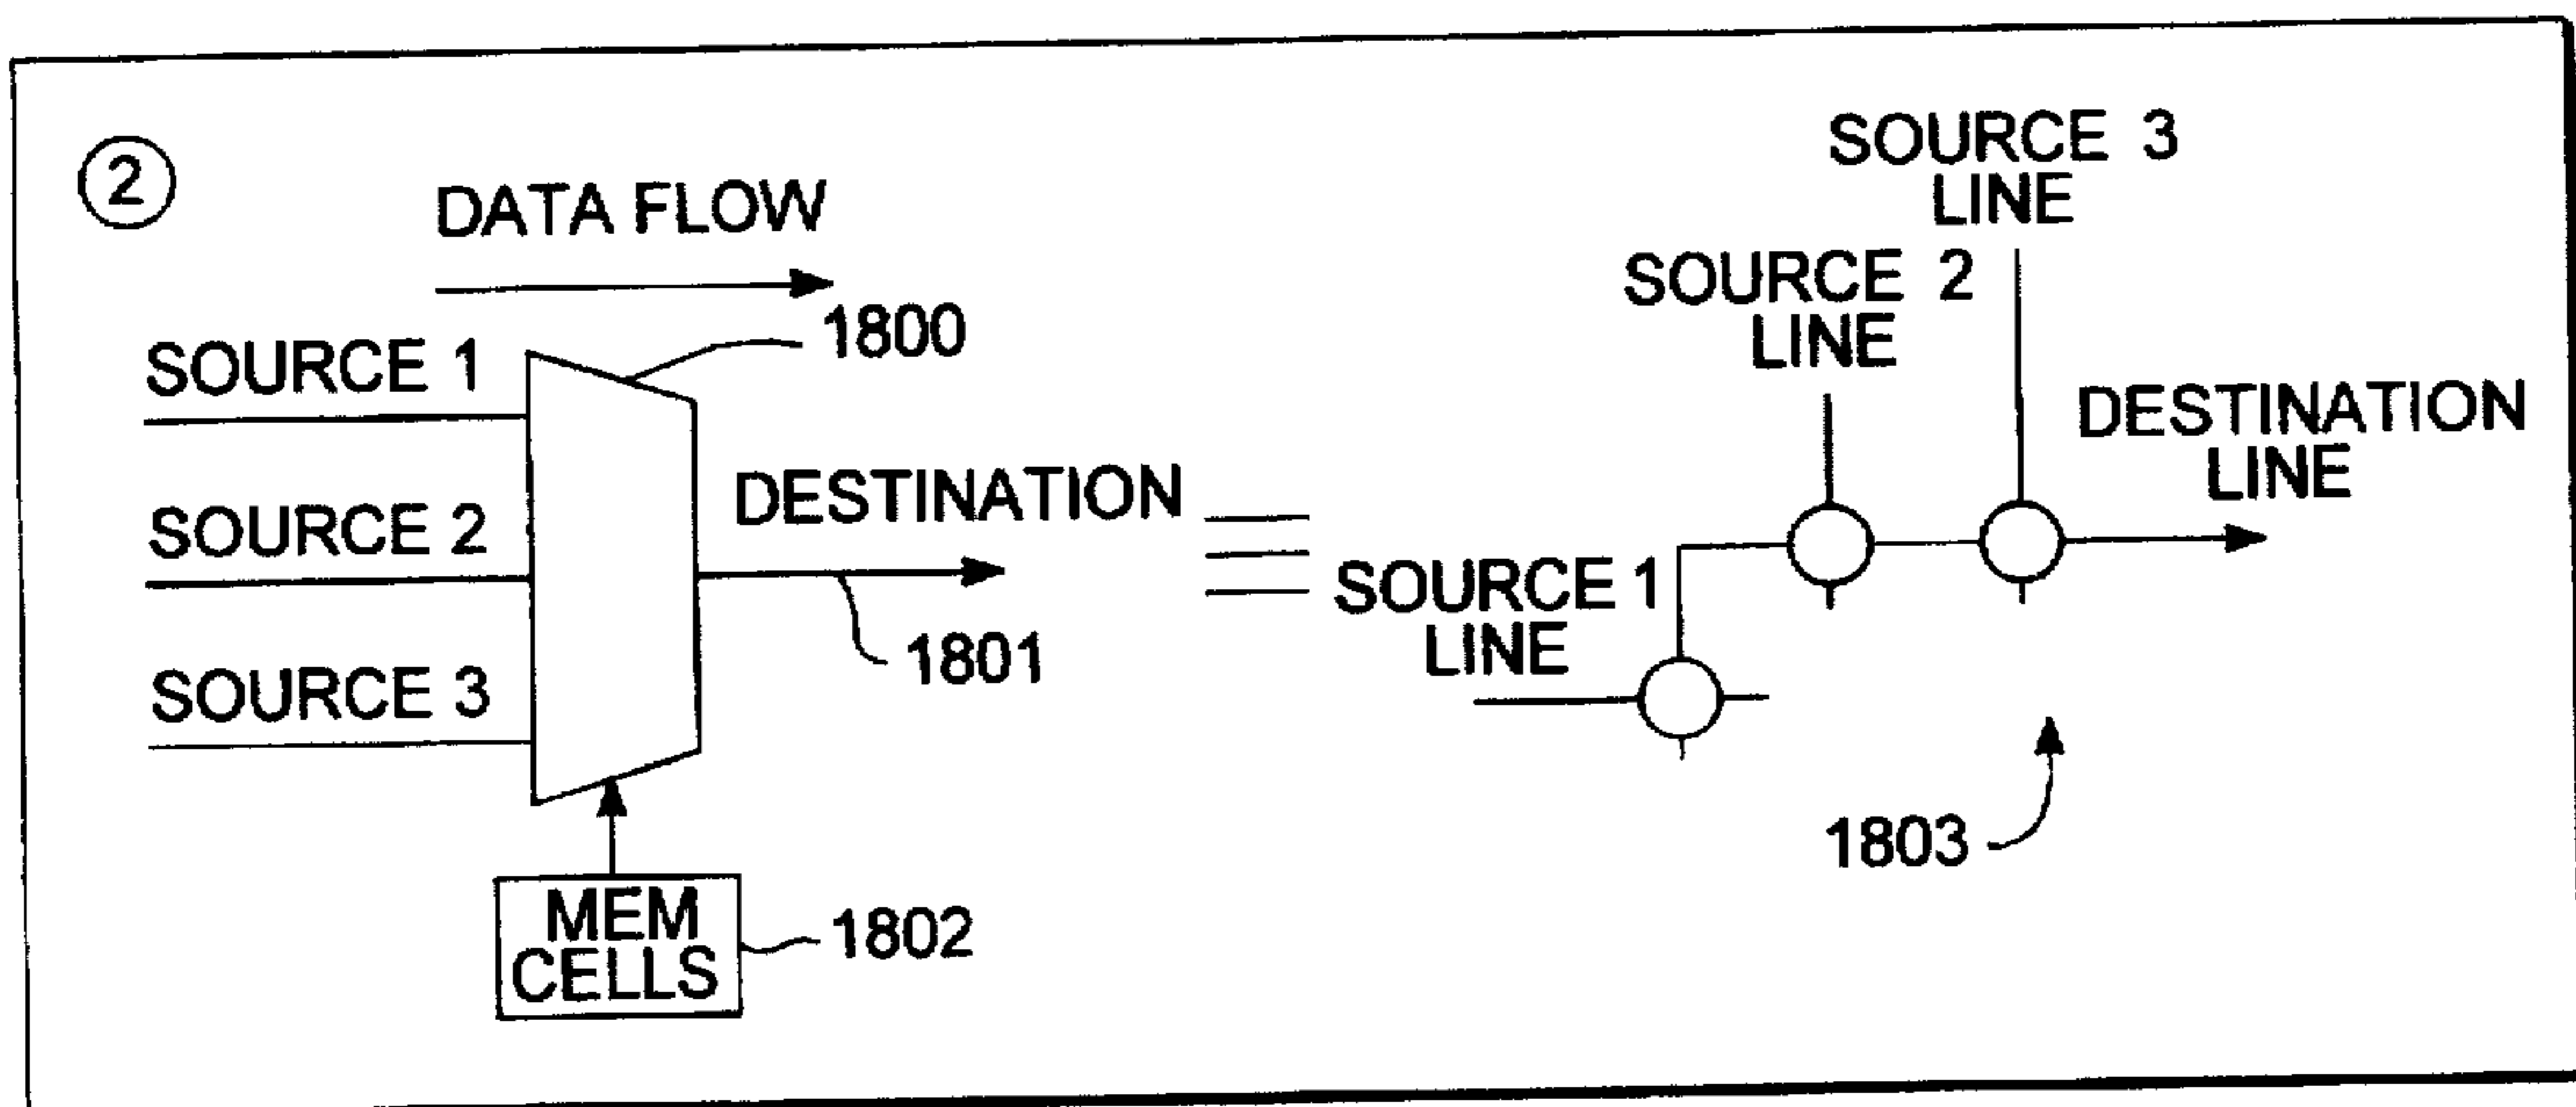 2
DATA FLOW
1800
SOURCE 1
SOURCE 2
SOURCE 3
DESTINATION
1801
MEM
CELLS
1802
SOURCE 3
LINE
SOURCE 2
LINE
DESTINATION
LINE
SOURCE 1
LINE
1803